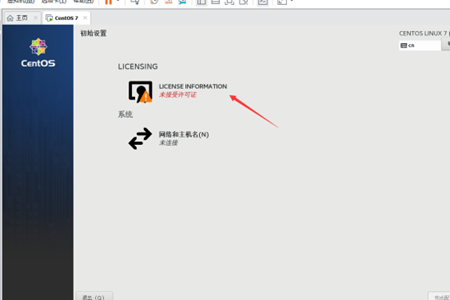 主页
CentOS 7
初始设置
CENTOS LINUX 7 (
cn
CentOS
LICENSING
LICENSE INFORMATION
未接受许可证
系统
网络和主机名(N)
未连接
退出(Q)